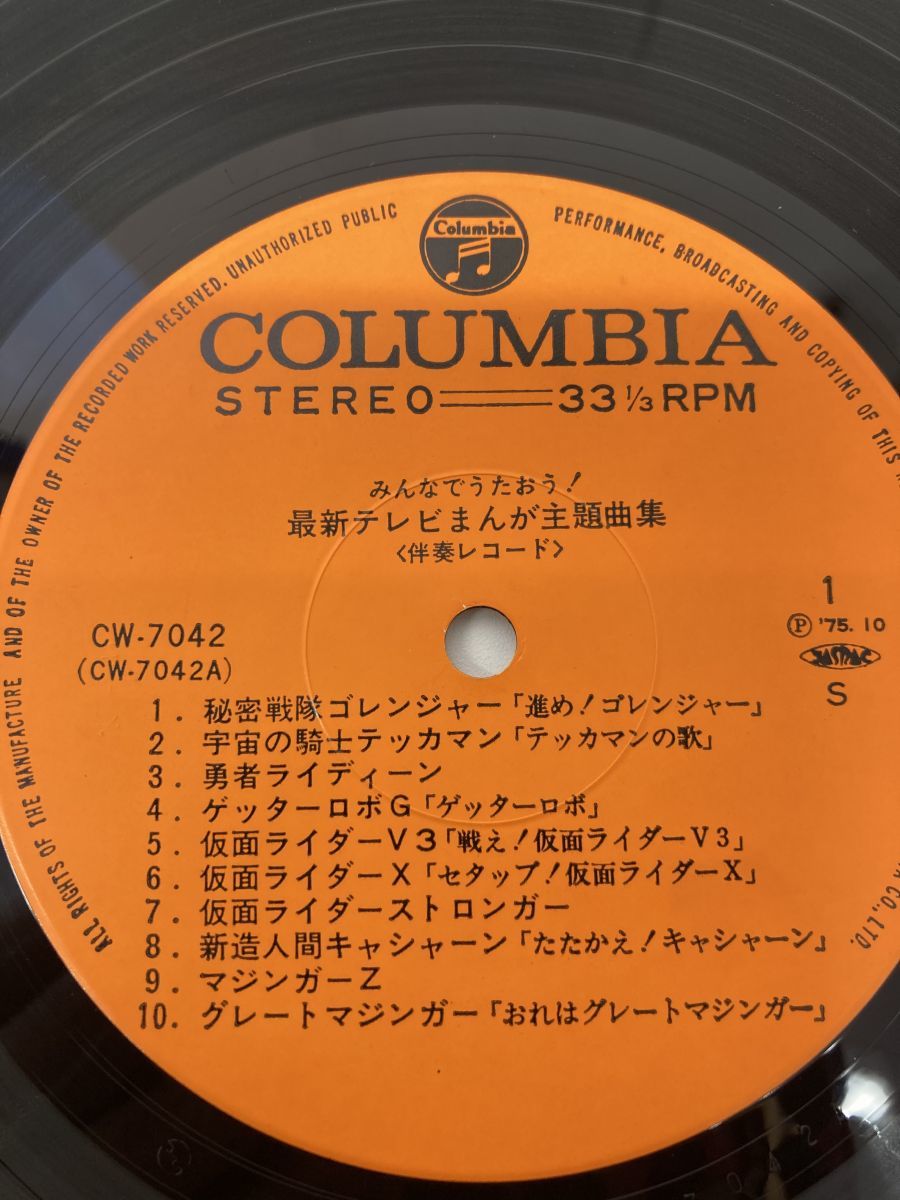 ALL RIGHTS OF THE MANUFACTURE AND OF THE OWNER OF THE RECORDED WORK RESERVED. UNAUTHORIZED PUBLIC PERFORMANCE, BROADCASTING AND COPYING OF THIS
Columbia
COLUMBIA
STEREO 33 1/3 RPM
みんなでうたおう!
最新テレビまんが主題曲集
〈伴奏レコード〉
1
CW-7042
Ⓟ '75. 10
(CW-7042A)
JASRAC
S
1. 秘密戦隊ゴレンジャー「進め!ゴレンジャー」
2. 宇宙の騎士テッカマン「テッカマンの歌」
3. 勇者ライディーン
4. ゲッターロボG「ゲッターロボ」
5. 仮面ライダーV3「戦え!仮面ライダーV3」
6. 仮面ライダーX「セタップ!仮面ライダーX」
7. 仮面ライダーストロンガー
8. 新造人間キャシャーン「たたかえ!キャシャーン」
9. マジンガーZ
10. グレートマジンガー「おれはグレートマジンガー」
CO., LTD.